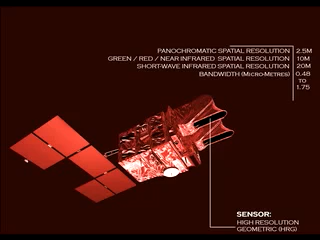 PANOCHROMATIC SPATIAL RESOLUTION 2.5M
GREEN / RED / NEAR INFRARED SPATIAL RESOLUTION 10M
SHORT-WAVE INFRARED SPATIAL RESOLUTION 20M
BANDWIDTH (MICRO-METRES) 0.48
TO
1.75
SENSOR:
HIGH RESOLUTION
GEOMETRIC (HRG)